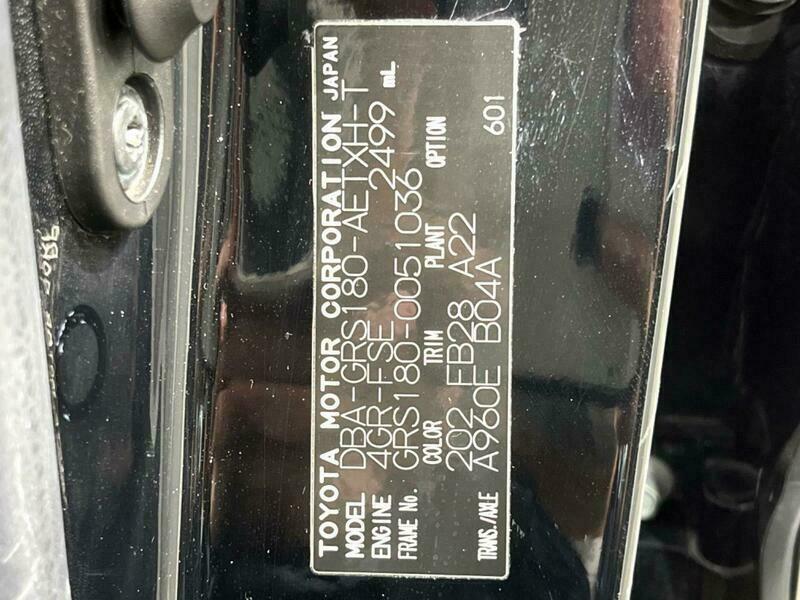 TOYOTA MOTOR CORPORATION JAPAN
MODEL DBA-GRS180-AETXH-T
ENGINE 4GR-FSE 2499 mL
FRAME No. GRS180-0051036
COLOR TRIM PLANT OPTION
202 FB28 A22
TRANS./AXLE A960E B04A 601